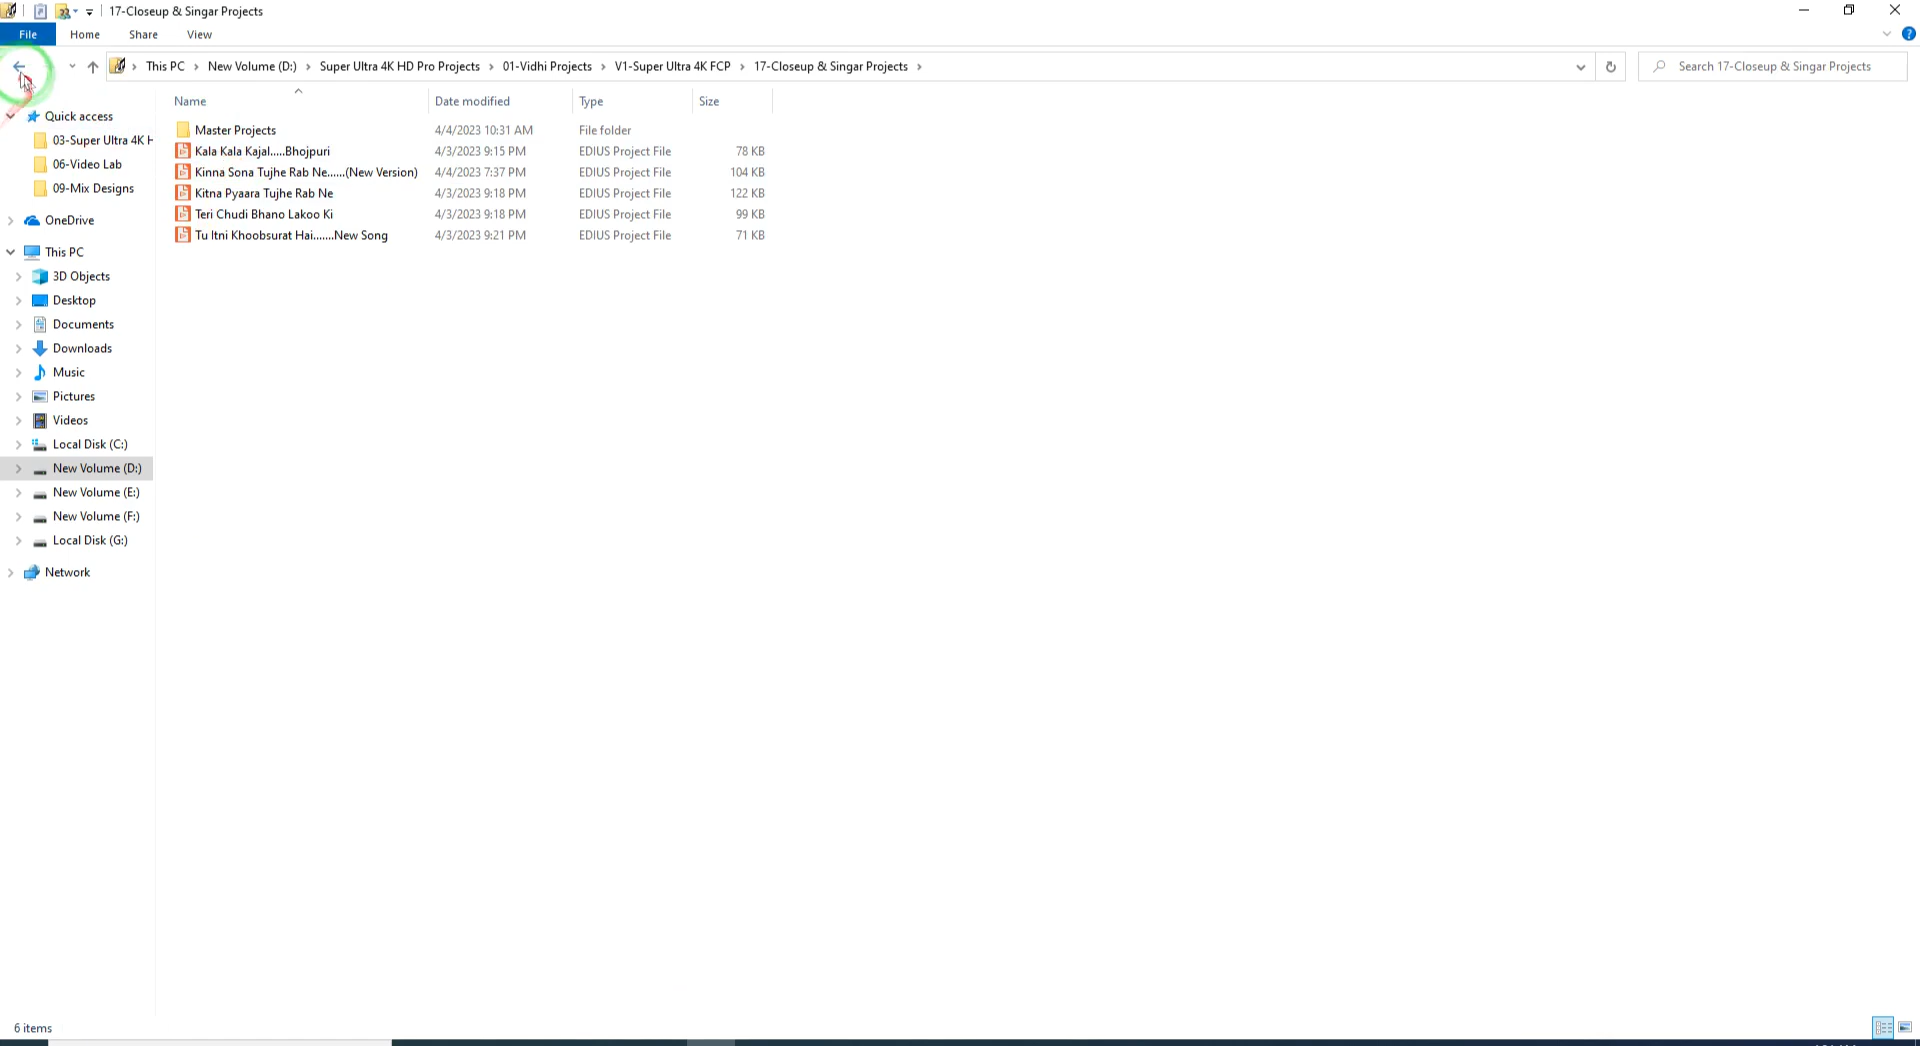 17-Closeup & Singar Projects
File Home Share View
This PC New Volume (D:) Super Ultra 4K HD Pro Projects 01-Vidhi Projects V1-Super Ultra 4K FCP 17-Closeup & Singar Projects
Search 17-Closeup & Singar Projects
Name Date modified Type Size
Master Projects 4/4/2023 10:31 AM File folder
Kala Kala Kajal.....Bhojpuri 4/3/2023 9:15 PM EDIUS Project File 78 KB
Kinna Sona Tujhe Rab Ne......(New Version) 4/4/2023 7:37 PM EDIUS Project File 104 KB
Kitna Pyaara Tujhe Rab Ne 4/3/2023 9:18 PM EDIUS Project File 122 KB
Teri Chudi Bhano Lakoo Ki 4/3/2023 9:18 PM EDIUS Project File 99 KB
Tu Itni Khoobsurat Hai.......New Song 4/3/2023 9:21 PM EDIUS Project File 71 KB
Quick access
03-Super Ultra 4K H
06-Video Lab
09-Mix Designs
OneDrive
This PC
3D Objects
Desktop
Documents
Downloads
Music
Pictures
Videos
Local Disk (C:)
New Volume (D:)
New Volume (E:)
New Volume (F:)
Local Disk (G:)
Network
6 items